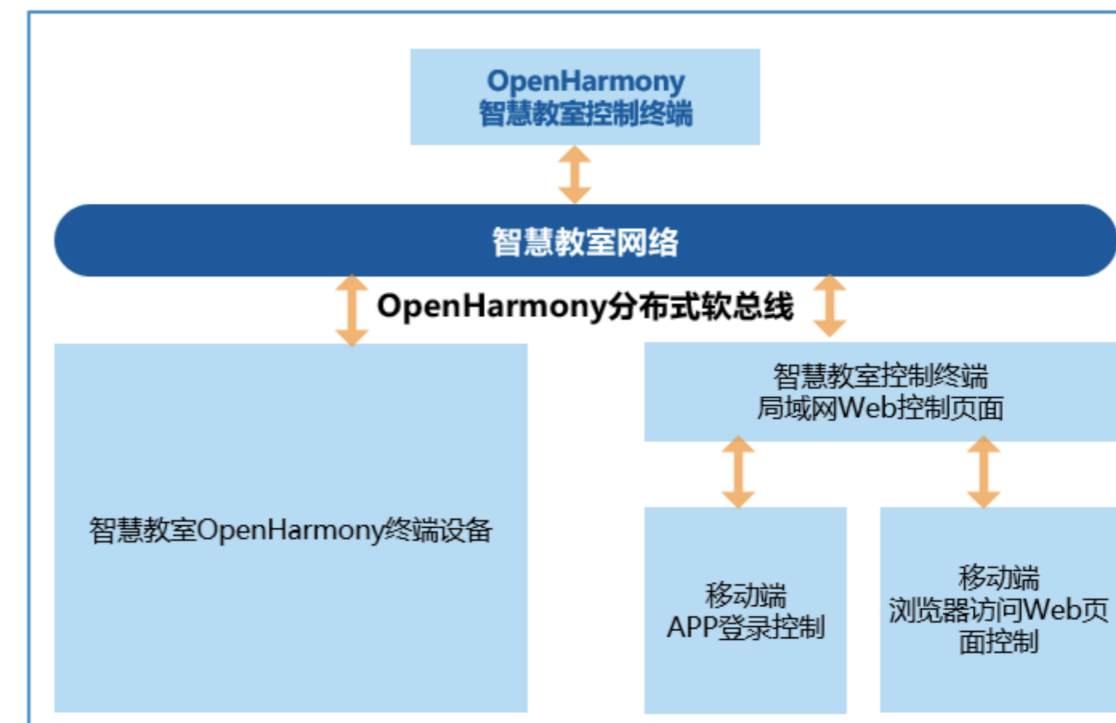 OpenHarmony
智慧教室控制终端
智慧教室网络
OpenHarmony分布式软总线
智慧教室OpenHarmony终端设备
智慧教室控制终端
局域网Web控制页面
移动端
APP登录控制
移动端
浏览器访问Web页
面控制